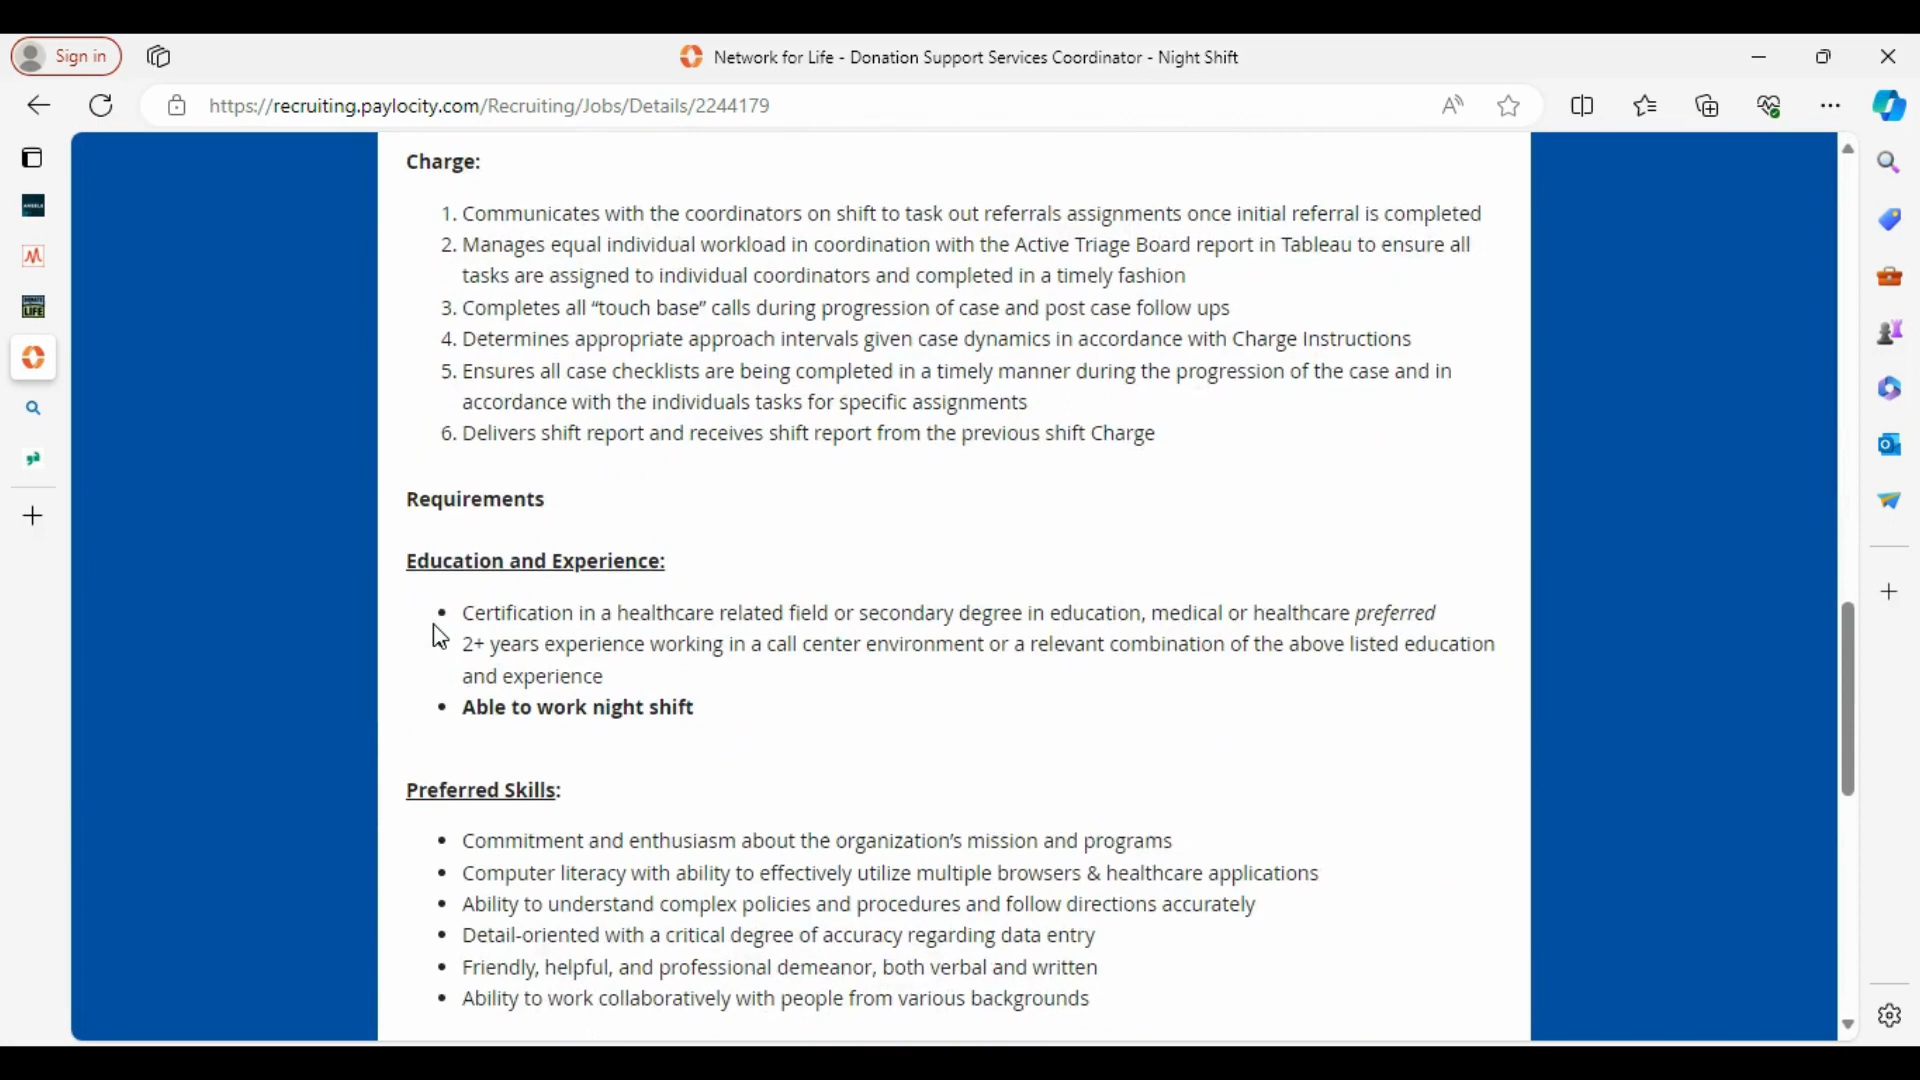 Sign in
Network for Life - Donation Support Services Coordinator - Night Shift
https://recruiting.paylocity.com/Recruiting/Jobs/Details/2244179
Charge:
1. Communicates with the coordinators on shift to task out referrals assignments once initial referral is completed
2. Manages equal individual workload in coordination with the Active Triage Board report in Tableau to ensure all
tasks are assigned to individual coordinators and completed in a timely fashion
3. Completes all “touch base” calls during progression of case and post case follow ups
4. Determines appropriate approach intervals given case dynamics in accordance with Charge Instructions
5. Ensures all case checklists are being completed in a timely manner during the progression of the case and in
accordance with the individuals tasks for specific assignments
6. Delivers shift report and receives shift report from the previous shift Charge
Requirements
Education and Experience:
• Certification in a healthcare related field or secondary degree in education, medical or healthcare preferred
2+ years experience working in a call center environment or a relevant combination of the above listed education
and experience
• Able to work night shift
Preferred Skills:
• Commitment and enthusiasm about the organization’s mission and programs
• Computer literacy with ability to effectively utilize multiple browsers & healthcare applications
• Ability to understand complex policies and procedures and follow directions accurately
• Detail-oriented with a critical degree of accuracy regarding data entry
• Friendly, helpful, and professional demeanor, both verbal and written
• Ability to work collaboratively with people from various backgrounds